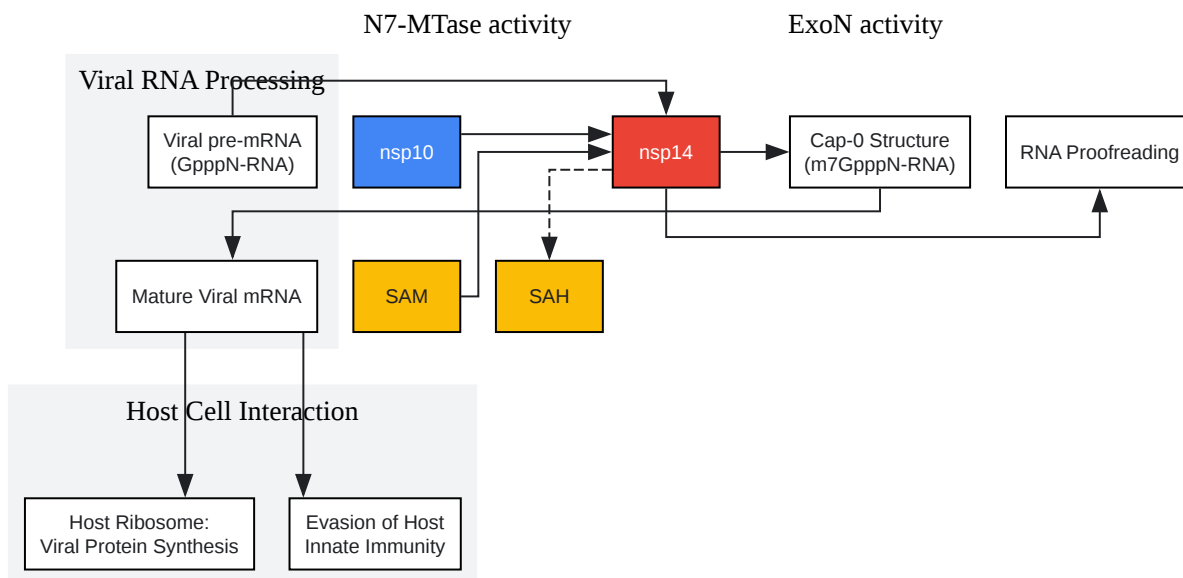 N7-MTase activity
ExoN activity
Viral RNA Processing
Viral pre-mRNA
(GpppN-RNA)
nsp10
nsp14
Cap-0 Structure
(m7GpppN-RNA)
RNA Proofreading
Mature Viral mRNA
SAM
SAH
Host Cell Interaction
Host Ribosome:
Viral Protein Synthesis
Evasion of Host
Innate Immunity